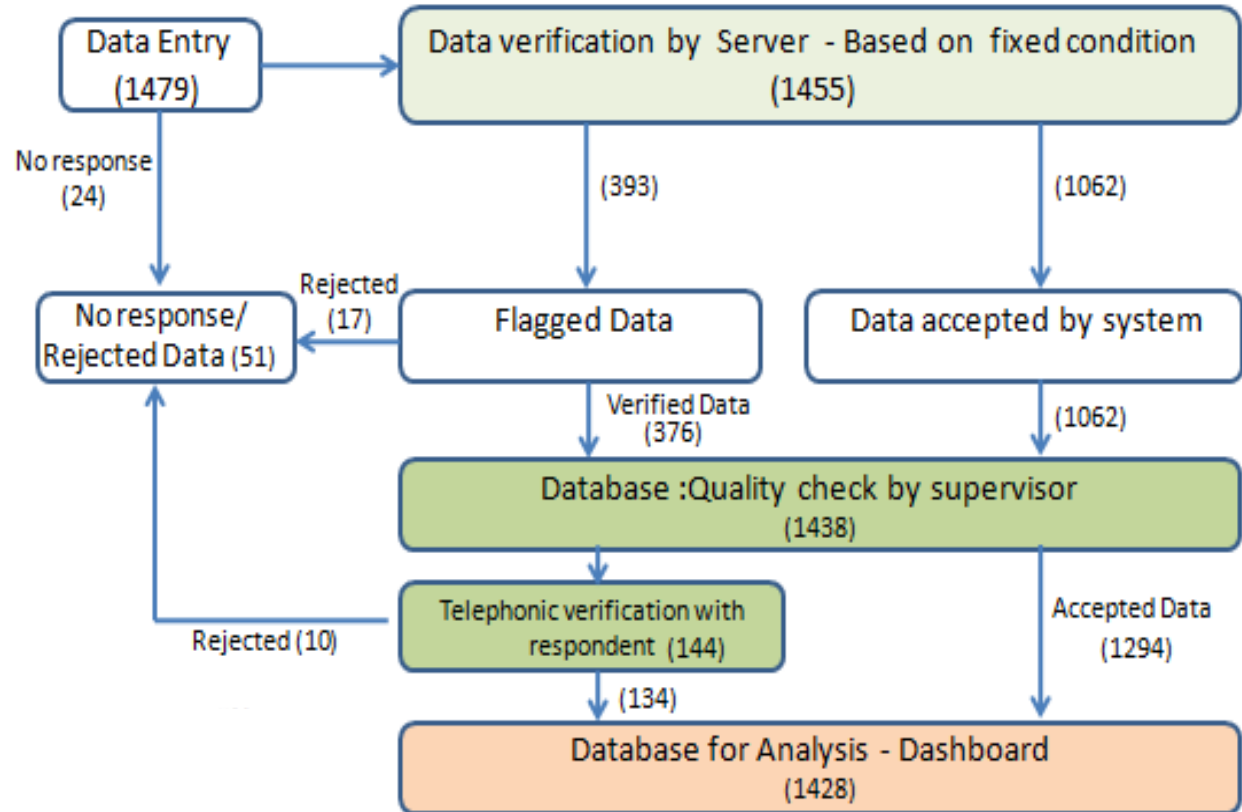 Data Entry
(1479)
Data verification by Server - Based on fixed condition
(1455)
No response
(24)
(393)
(1062)
Rejected
(17)
No response/
Rejected Data (51)
Flagged Data
Data accepted by system
Verified Data
(376)
(1062)
Database :Quality check by supervisor
(1438)
Telephonic verification with
respondent (144)
Rejected (10)
Accepted Data
(1294)
(134)
Database for Analysis - Dashboard
(1428)